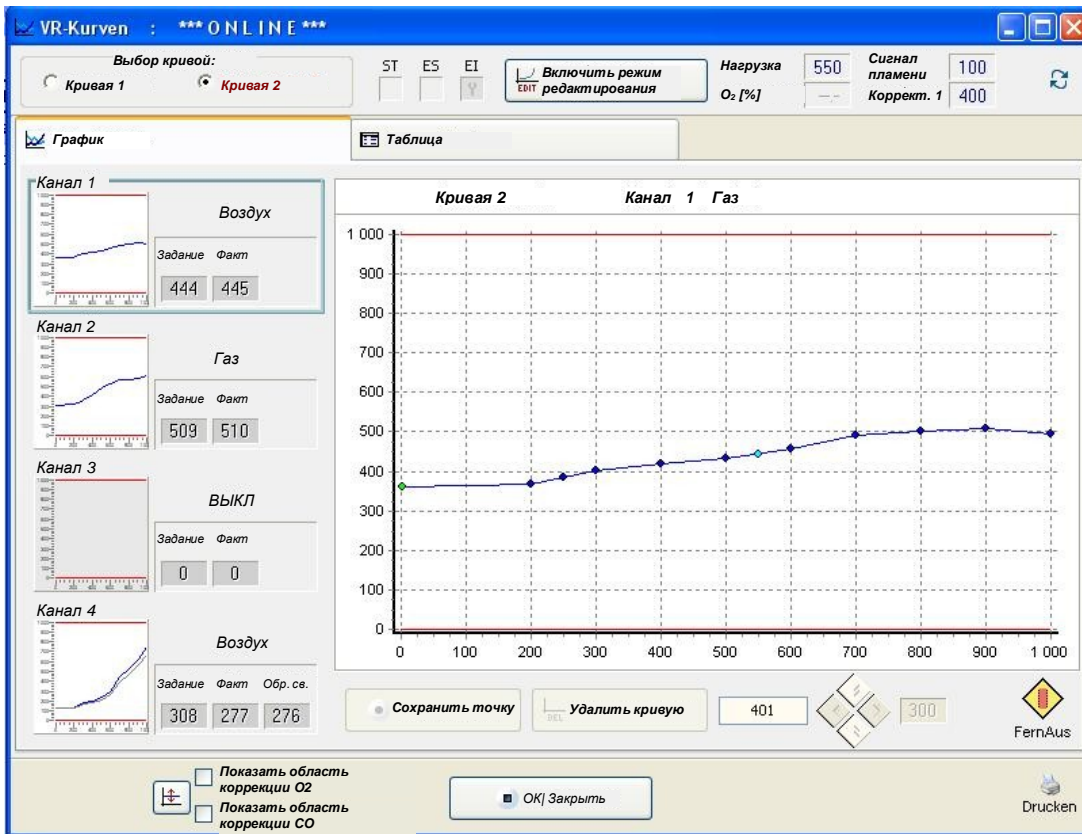 VR-Kurven : *** O N L I N E ***
Выбор кривой:
Кривая 1 Кривая 2
ST ES EI
Y
EDIT Включить режим редактирования
Нагрузка 550
O₂ [%] --.-
Сигнал пламени 100
Коррект. 1 400
График
Таблица
Канал 1
Воздух
Задание Факт
444 445
Канал 2
Газ
Задание Факт
509 510
Канал 3
ВЫКЛ
Задание Факт
0 0
Канал 4
Воздух
Задание Факт Обр. св.
308 277 276
Кривая 2 Канал 1 Газ
1 000
900
800
700
600
500
400
300
200
100
0
0 100 200 300 400 500 600 700 800 900 1 000
Сохранить точку
DEL Удалить кривую
401
300
FernAus
Показать область
коррекции O2
Показать область
коррекции CO
OK| Закрыть
Drucken